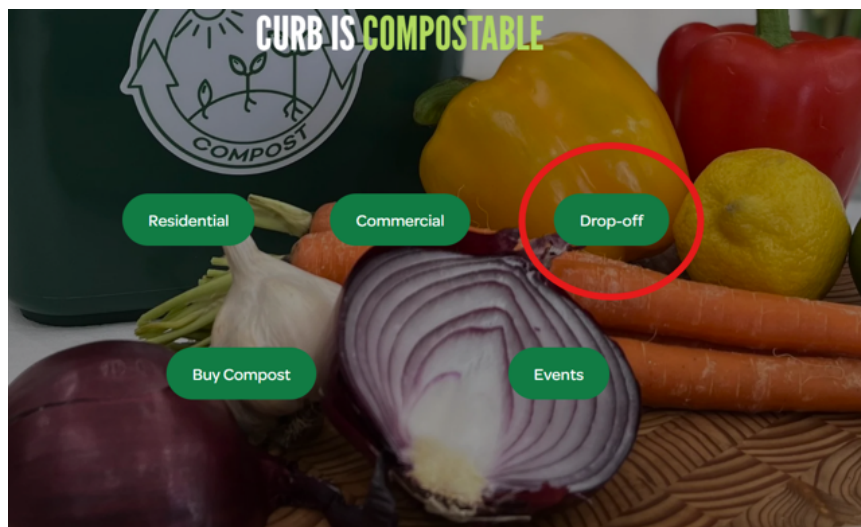 CURB IS COMPOSTABLE
COMPOST
Residential
Commercial
Drop-off
Buy Compost
Events